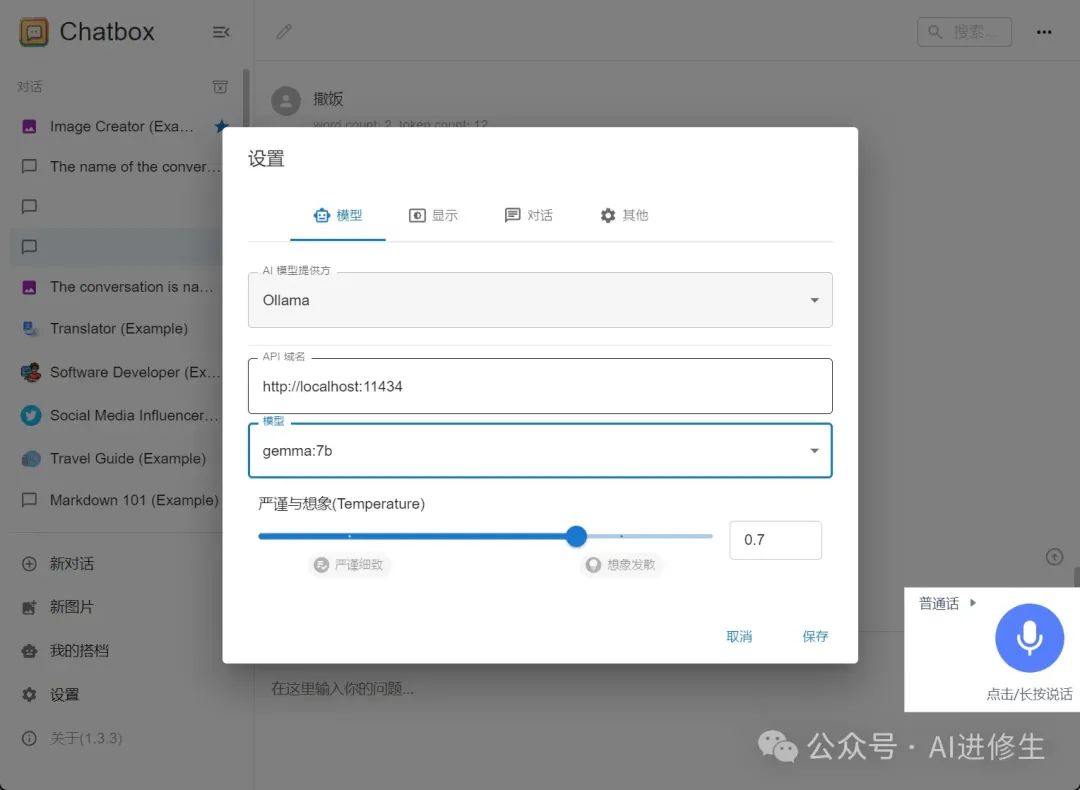 Chatbox
搜索...
对话
撒饭
word count: 2, token count: 12
Image Creator (Exa...
The name of the conver...
The conversation is na...
Translator (Example)
Software Developer (Ex...
Social Media Influencer...
Travel Guide (Example)
Markdown 101 (Example)
新对话
新图片
我的搭档
设置
关于(1.3.3)
设置
模型
显示
对话
其他
AI 模型提供方
Ollama
API 域名
http://localhost:11434
模型
gemma:7b
严谨与想象(Temperature)
0.7
严谨细致
想象发散
取消
保存
在这里输入你的问题...
普通话
点击/长按说话
公众号 · AI进修生